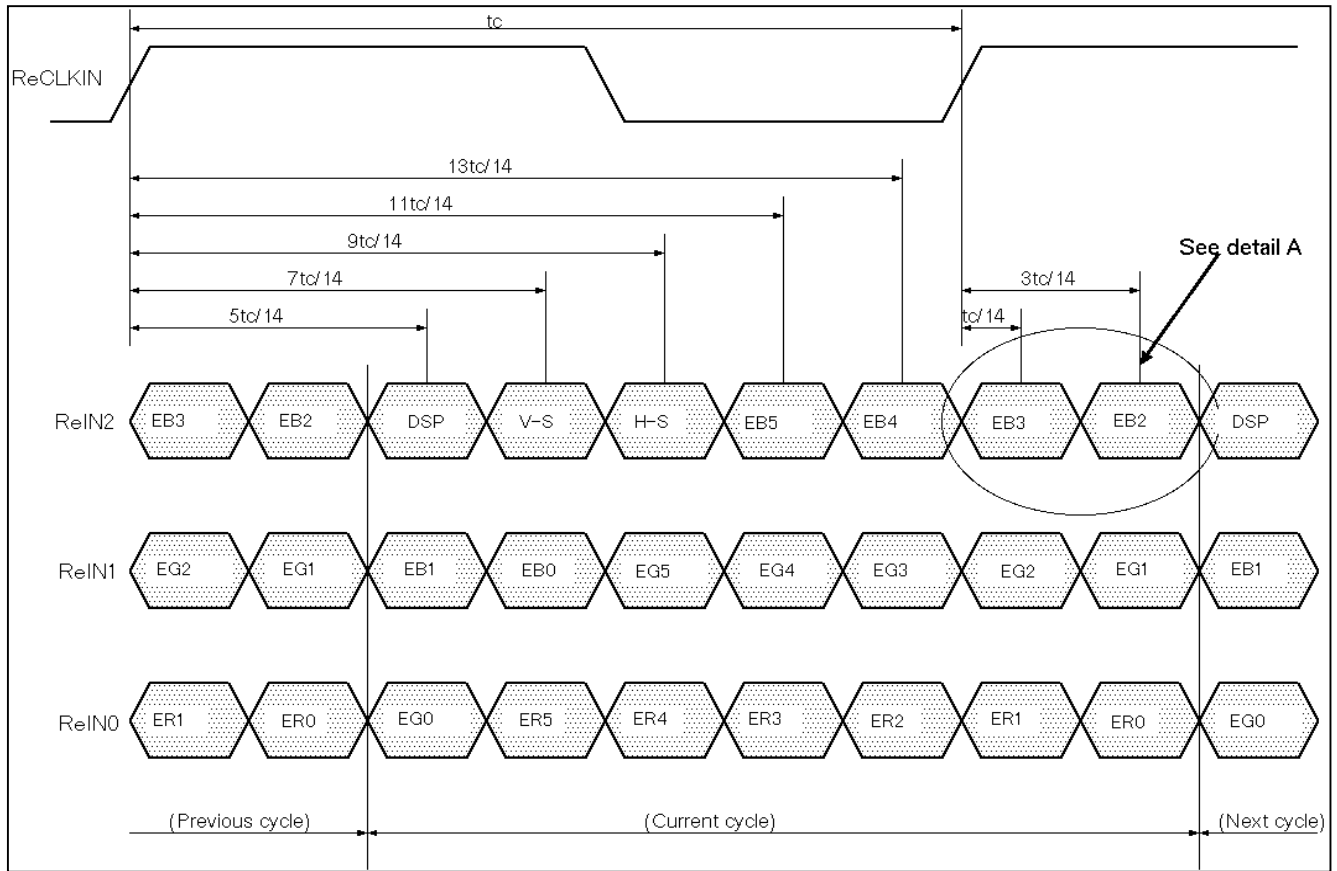 tc
ReCLKIN
13tc/14
11tc/14
9tc/14
See detail A
7tc/14
3tc/14
5tc/14
tc/14
ReIN2 EB3 EB2 DSP V-S H-S EB5 EB4 EB3 EB2 DSP
ReIN1 EG2 EG1 EB1 EB0 EG5 EG4 EG3 EG2 EG1 EB1
ReIN0 ER1 ER0 EG0 ER5 ER4 ER3 ER2 ER1 ER0 EG0
(Previous cycle) (Current cycle) (Next cycle)